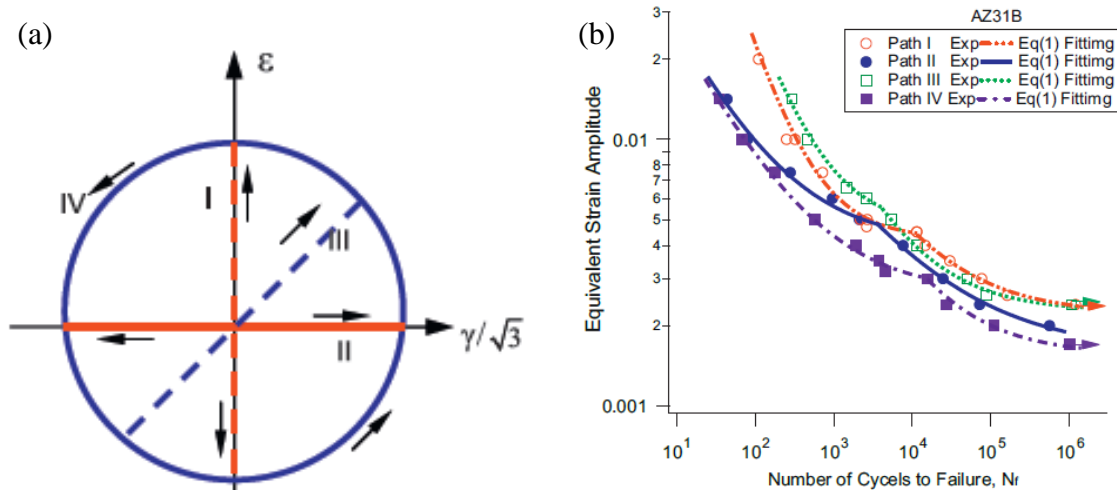 (a)
ε
IV
I
III
II
γ/√3
(b)
AZ31B
Path I Exp Eq(1) Fittimg
Path II Exp Eq(1) Fittimg
Path III Exp Eq(1) Fittimg
Path IV Exp Eq(1) Fittimg
Equivalent Strain Amplitude
3
2
0.01
8
7
6
5
4
3
2
0.001
10¹ 10² 10³ 10⁴ 10⁵ 10⁶
Number of Cycels to Failure, Nf